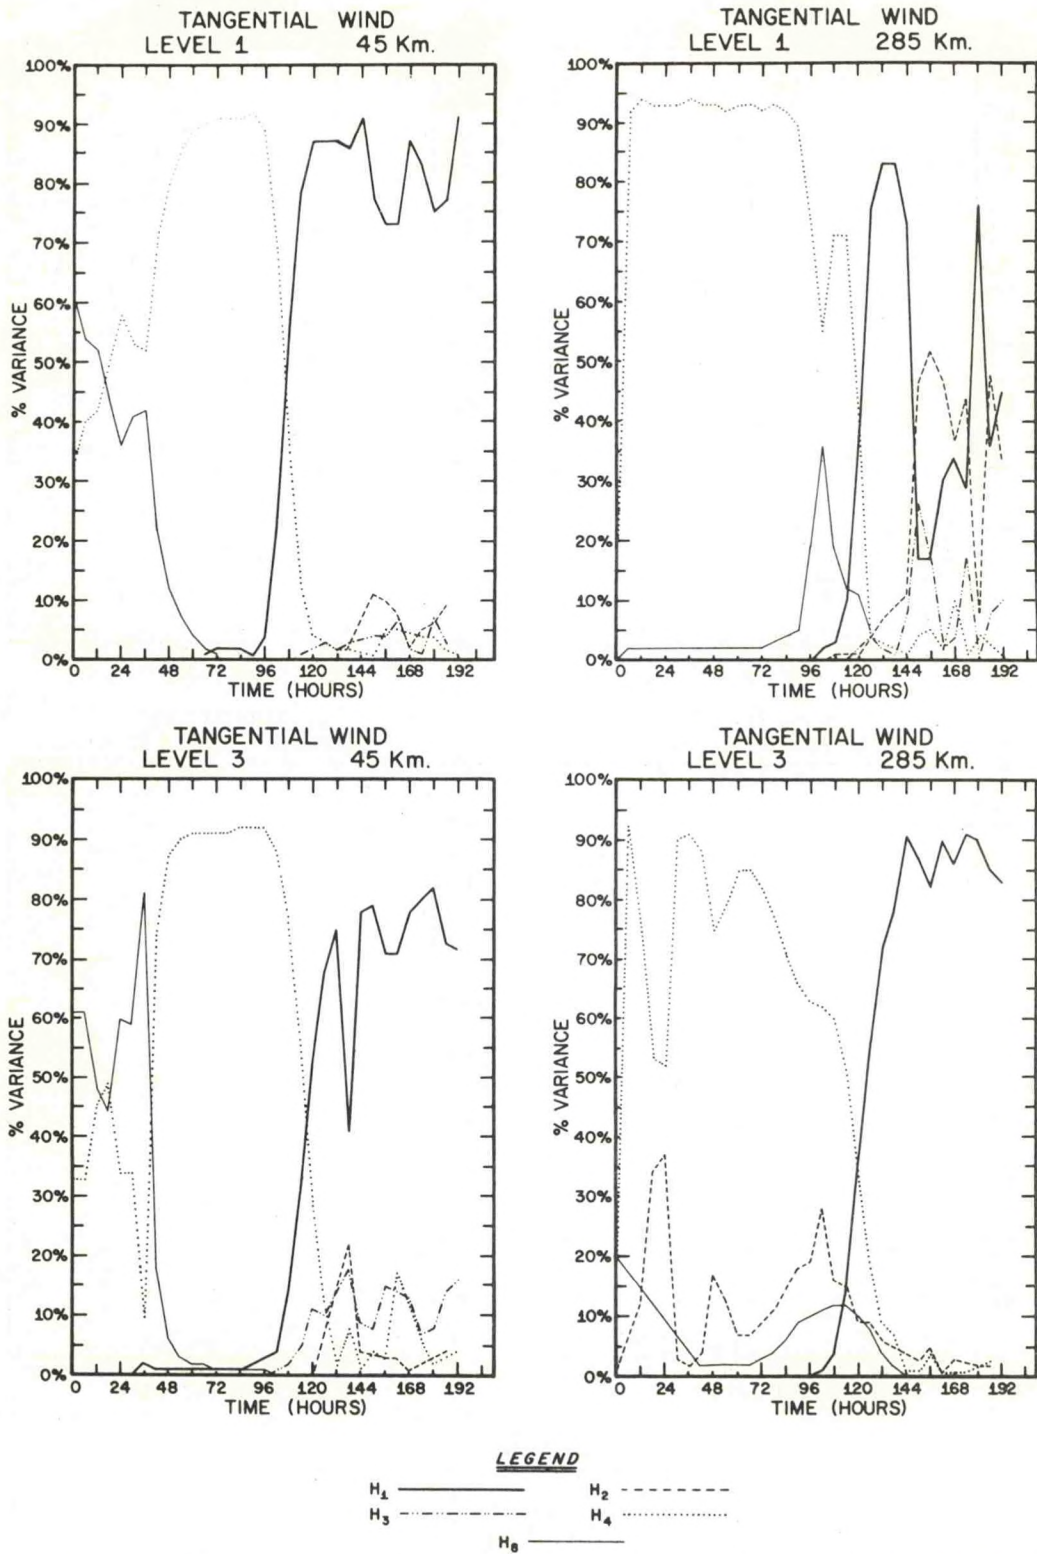 TANGENTIAL WIND
LEVEL 1 45 Km.
100%
90%
80%
70%
60%
50%
40%
30%
20%
10%
0%
% VARIANCE
0 24 48 72 96 120 144 168 192
TIME (HOURS)
TANGENTIAL WIND
LEVEL 1 285 Km.
100%
90%
80%
70%
60%
50%
40%
30%
20%
10%
0%
% VARIANCE
0 24 48 72 96 120 144 168 192
TIME (HOURS)
TANGENTIAL WIND
LEVEL 3 45 Km.
100%
90%
80%
70%
60%
50%
40%
30%
20%
10%
0%
% VARIANCE
0 24 48 72 96 120 144 168 192
TIME (HOURS)
TANGENTIAL WIND
LEVEL 3 285 Km.
100%
90%
80%
70%
60%
50%
40%
30%
20%
10%
0%
% VARIANCE
0 24 48 72 96 120 144 168 192
TIME (HOURS)
LEGEND
H1 H2
H3 H4
H8